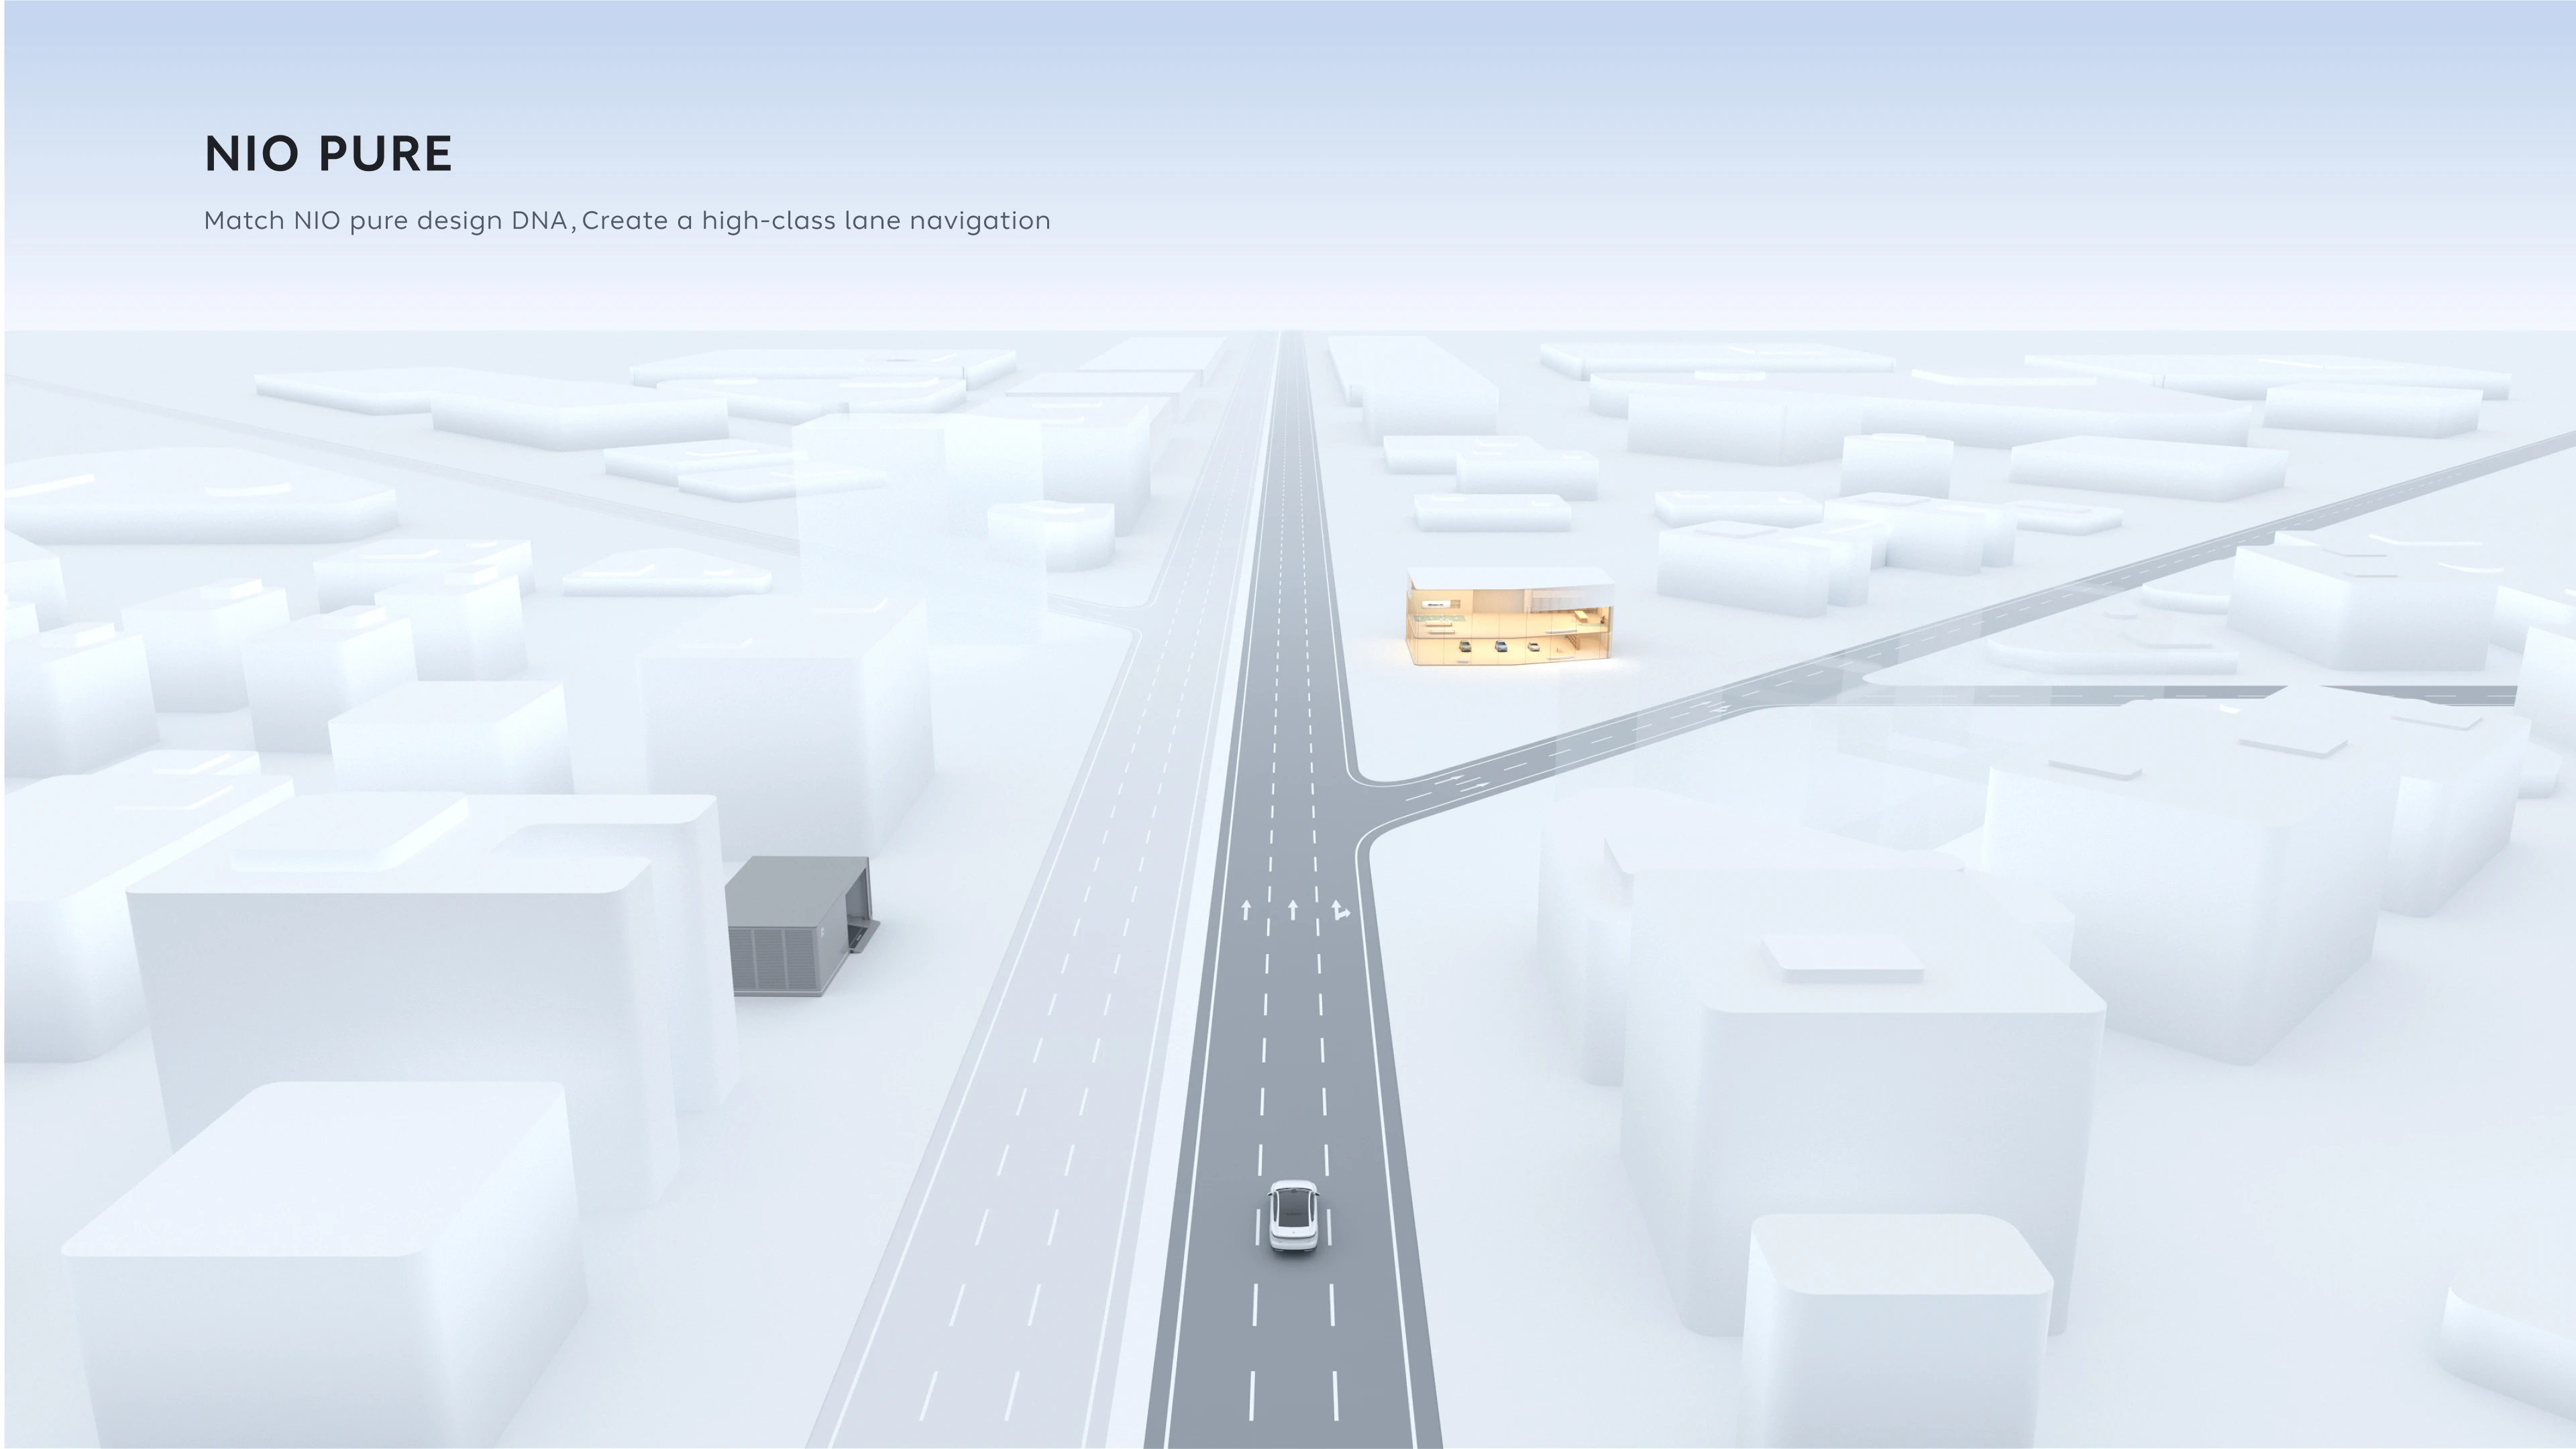 NIO PURE
Match NIO pure design DNA,Create a high-class lane navigation